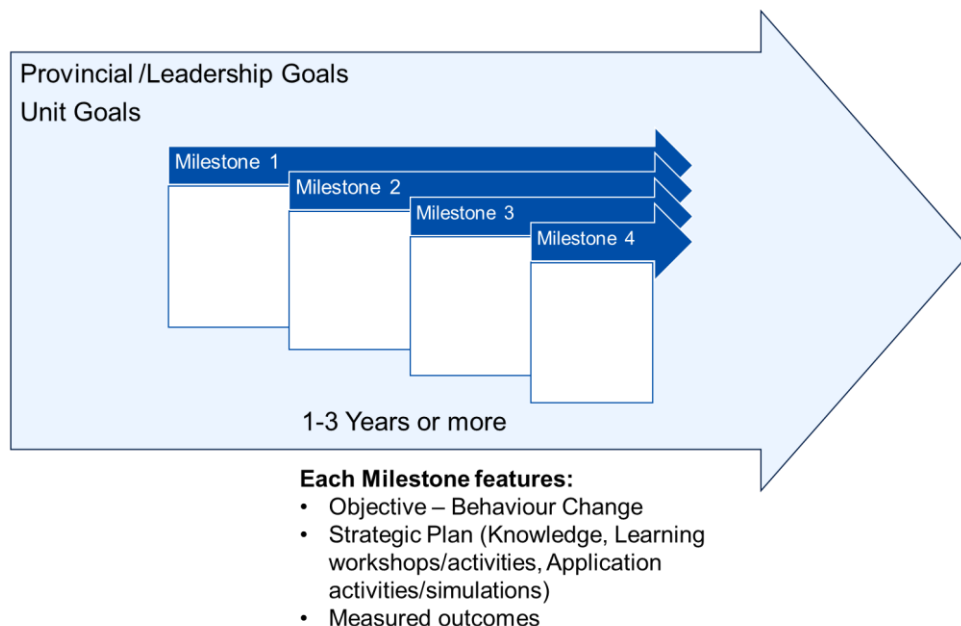 Provincial /Leadership Goals
Unit Goals
Milestone 1
Milestone 2
Milestone 3
Milestone 4
1-3 Years or more
Each Milestone features:
• Objective – Behaviour Change
• Strategic Plan (Knowledge, Learning
workshops/activities, Application
activities/simulations)
• Measured outcomes